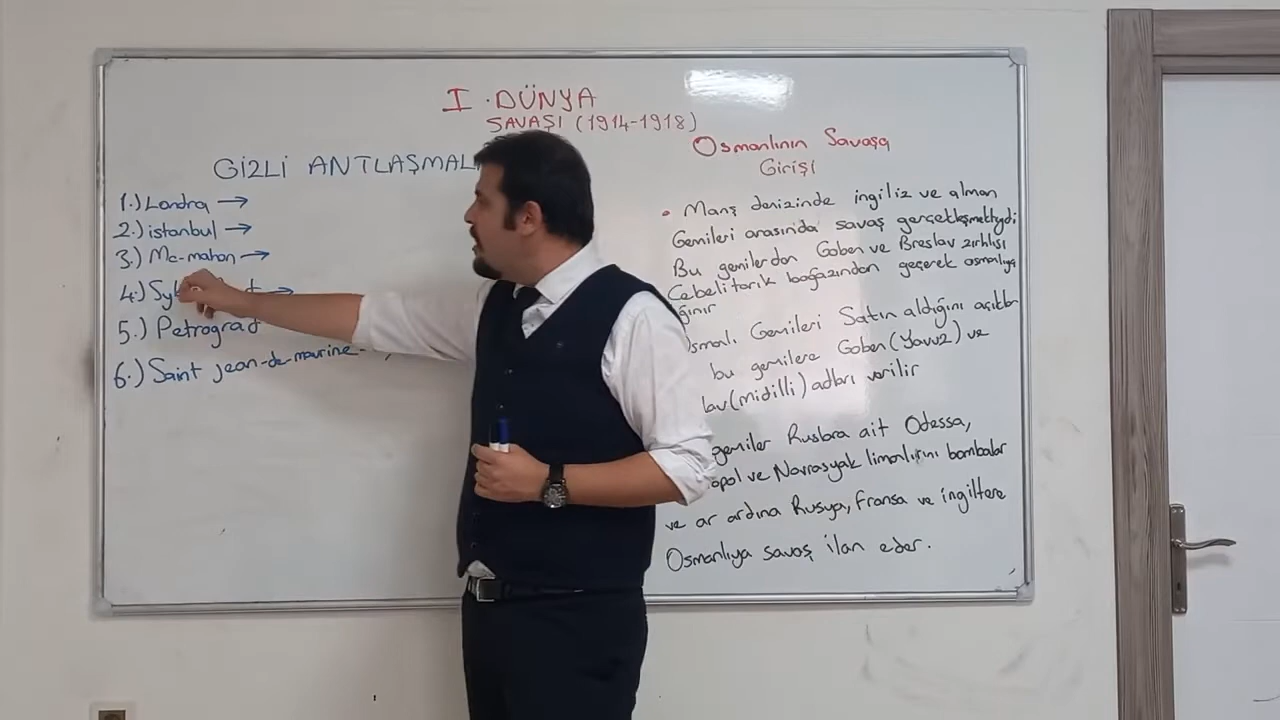 I. DÜNYA
SAVAŞI (1914-1918)
GİZLİ ANTLAŞMAL
1.) Londra →
2.) istanbul →
3.) Mc-mahon →
4.) Sy →
5.) Petrograd
6.) Saint jean-de-maurine-
Osmanlının Savaşa
Girişi
• Manş denizinde ingiliz ve alman
Gemileri arasında savaş gerçekleşmekteydi
Bu gemilerden Goben ve Breslav zırhlısı
Cebelitarık boğazından geçerek osmanlıya
ğınır
smanlı Gemileri Satın aldığını açıklar
bu gemilere Goben(Yavuz) ve
lav(midilli) adları verilir
gemiler Ruslara ait Odessa,
opol ve Navrasyak limanlarını bombalar
ve ar ardına Rusya, Fransa ve ingiltere
Osmanlıya savaş ilan eder.